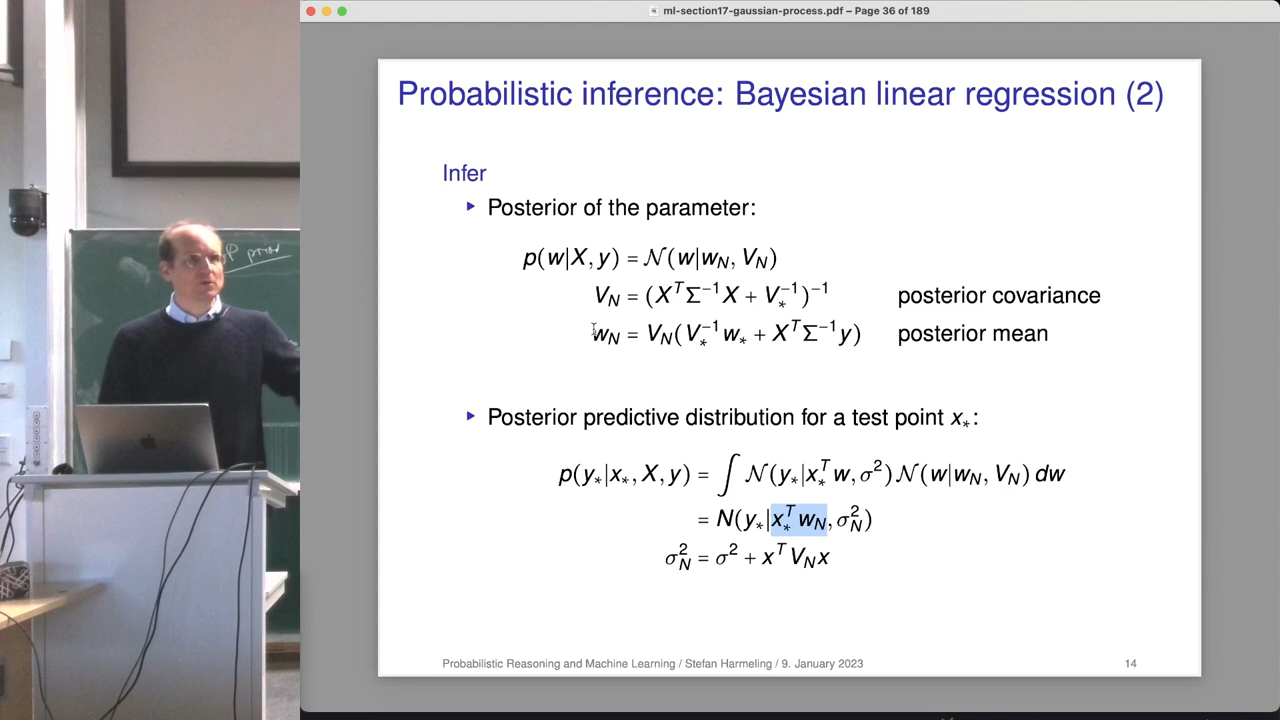 ml-section17-gaussian-process.pdf – Page 36 of 189
Probabilistic inference: Bayesian linear regression (2)
Infer
▸ Posterior of the parameter:
p(w|X, y) = 𝒩(w|w_N, V_N)
V_N = (X^T Σ^{-1} X + V_*^{-1})^{-1} posterior covariance
w_N = V_N(V_*^{-1} w_* + X^T Σ^{-1} y) posterior mean
▸ Posterior predictive distribution for a test point x_*:
p(y_*|x_*, X, y) = ∫ 𝒩(y_*|x_*^T w, σ^2) 𝒩(w|w_N, V_N) dw
= N(y_*|x_*^T w_N, σ_N^2)
σ_N^2 = σ^2 + x^T V_N x
Probabilistic Reasoning and Machine Learning / Stefan Harmeling / 9. January 2023 14
P prior